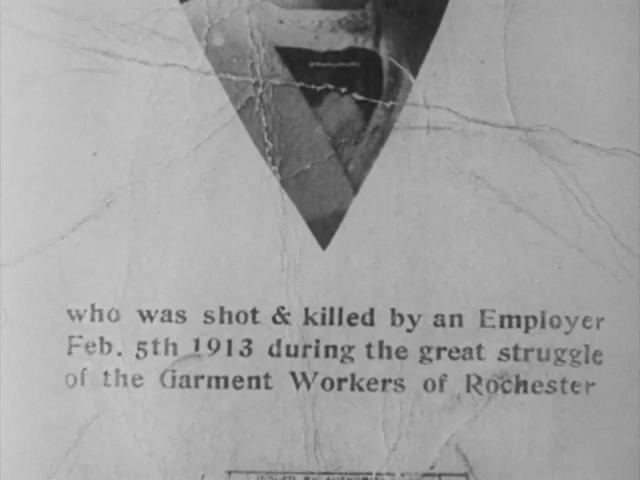 who was shot & killed by an Employer
Feb. 5th 1913 during the great struggle
of the Garment Workers of Rochester